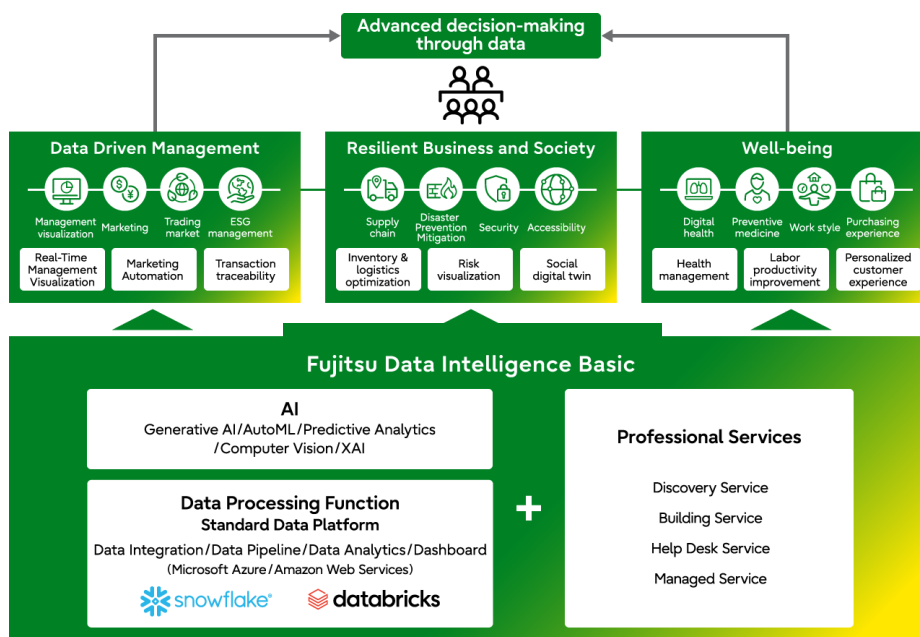 Advanced decision-making
through data
Data Driven Management
Management
visualization
Marketing
Trading
market
ESG
management
Real-Time
Management
Visualization
Marketing
Automation
Transaction
traceability
Resilient Business and Society
Supply
chain
Disaster
Prevention
Mitigation
Security
Accessibility
Inventory &
logistics
optimization
Risk
visualization
Social
digital twin
Well-being
Digital
health
Preventive
medicine
Work style
Purchasing
experience
Health
management
Labor
productivity
improvement
Personalized
customer
experience
Fujitsu Data Intelligence Basic
AI
Generative AI/AutoML/Predictive Analytics
/Computer Vision/XAI
Data Processing Function
Standard Data Platform
Data Integration/Data Pipeline/Data Analytics/Dashboard
(Microsoft Azure/Amazon Web Services)
snowflake®
databricks
+
Professional Services
Discovery Service
Building Service
Help Desk Service
Managed Service